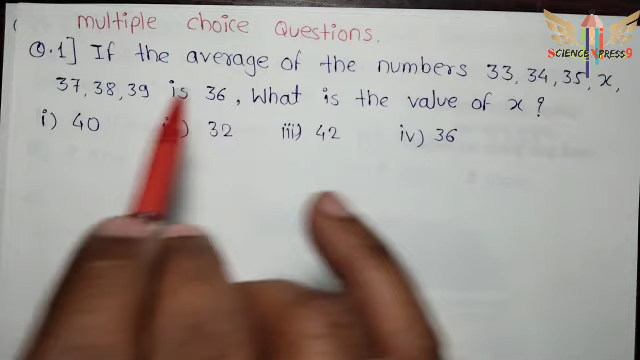 multiple choice Questions.
Q.1] If the average of the numbers 33, 34, 35, x,
37, 38, 39 is 36, What is the value of x ?
i) 40 32 iii) 42 iv) 36
SCIENCE XPRESS9